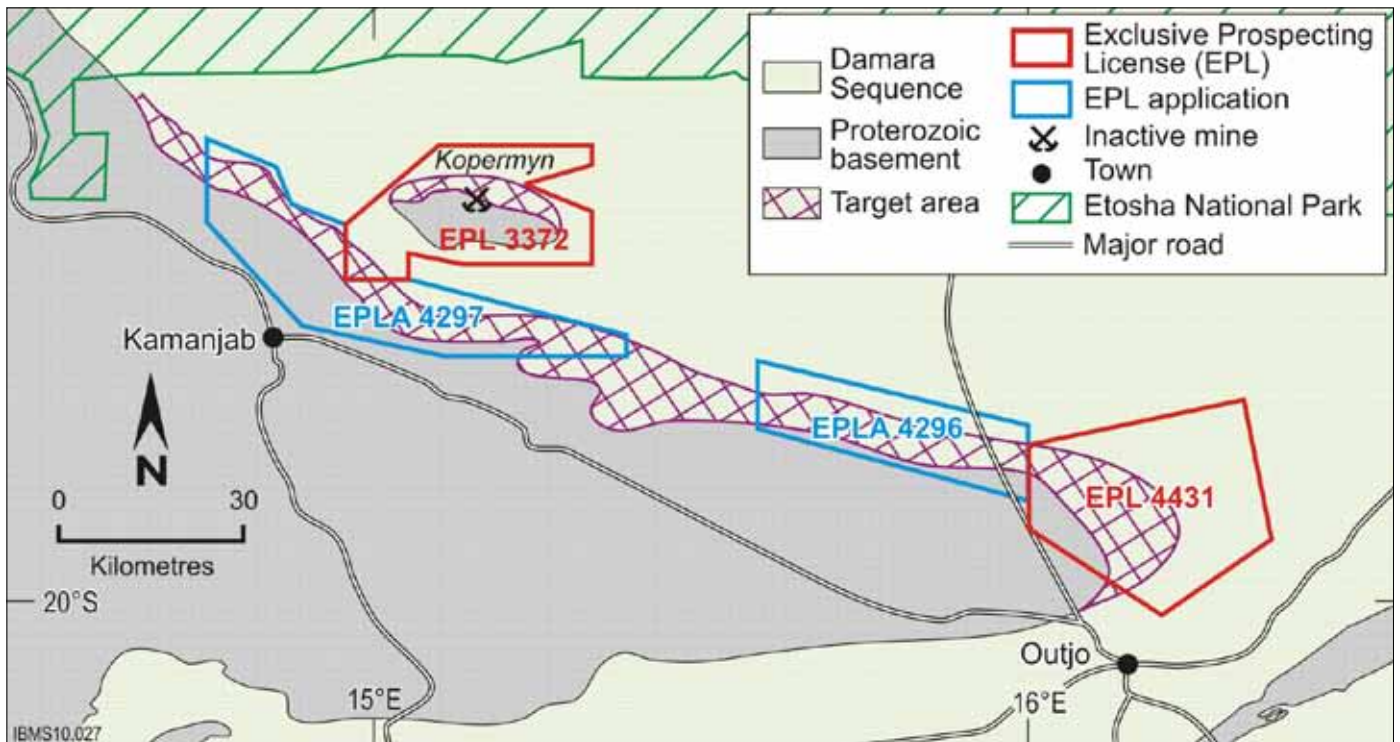 Damara
Sequence
Proterozoic
basement
Target area
Exclusive Prospecting
License (EPL)
EPL application
Inactive mine
Town
Etosha National Park
Major road
Kopermyn
EPL 3372
EPLA 4297
Kamanjab
EPLA 4296
EPL 4431
N
0 30
Kilometres
20°S
Outjo
15°E
16°E
IBMS10.027